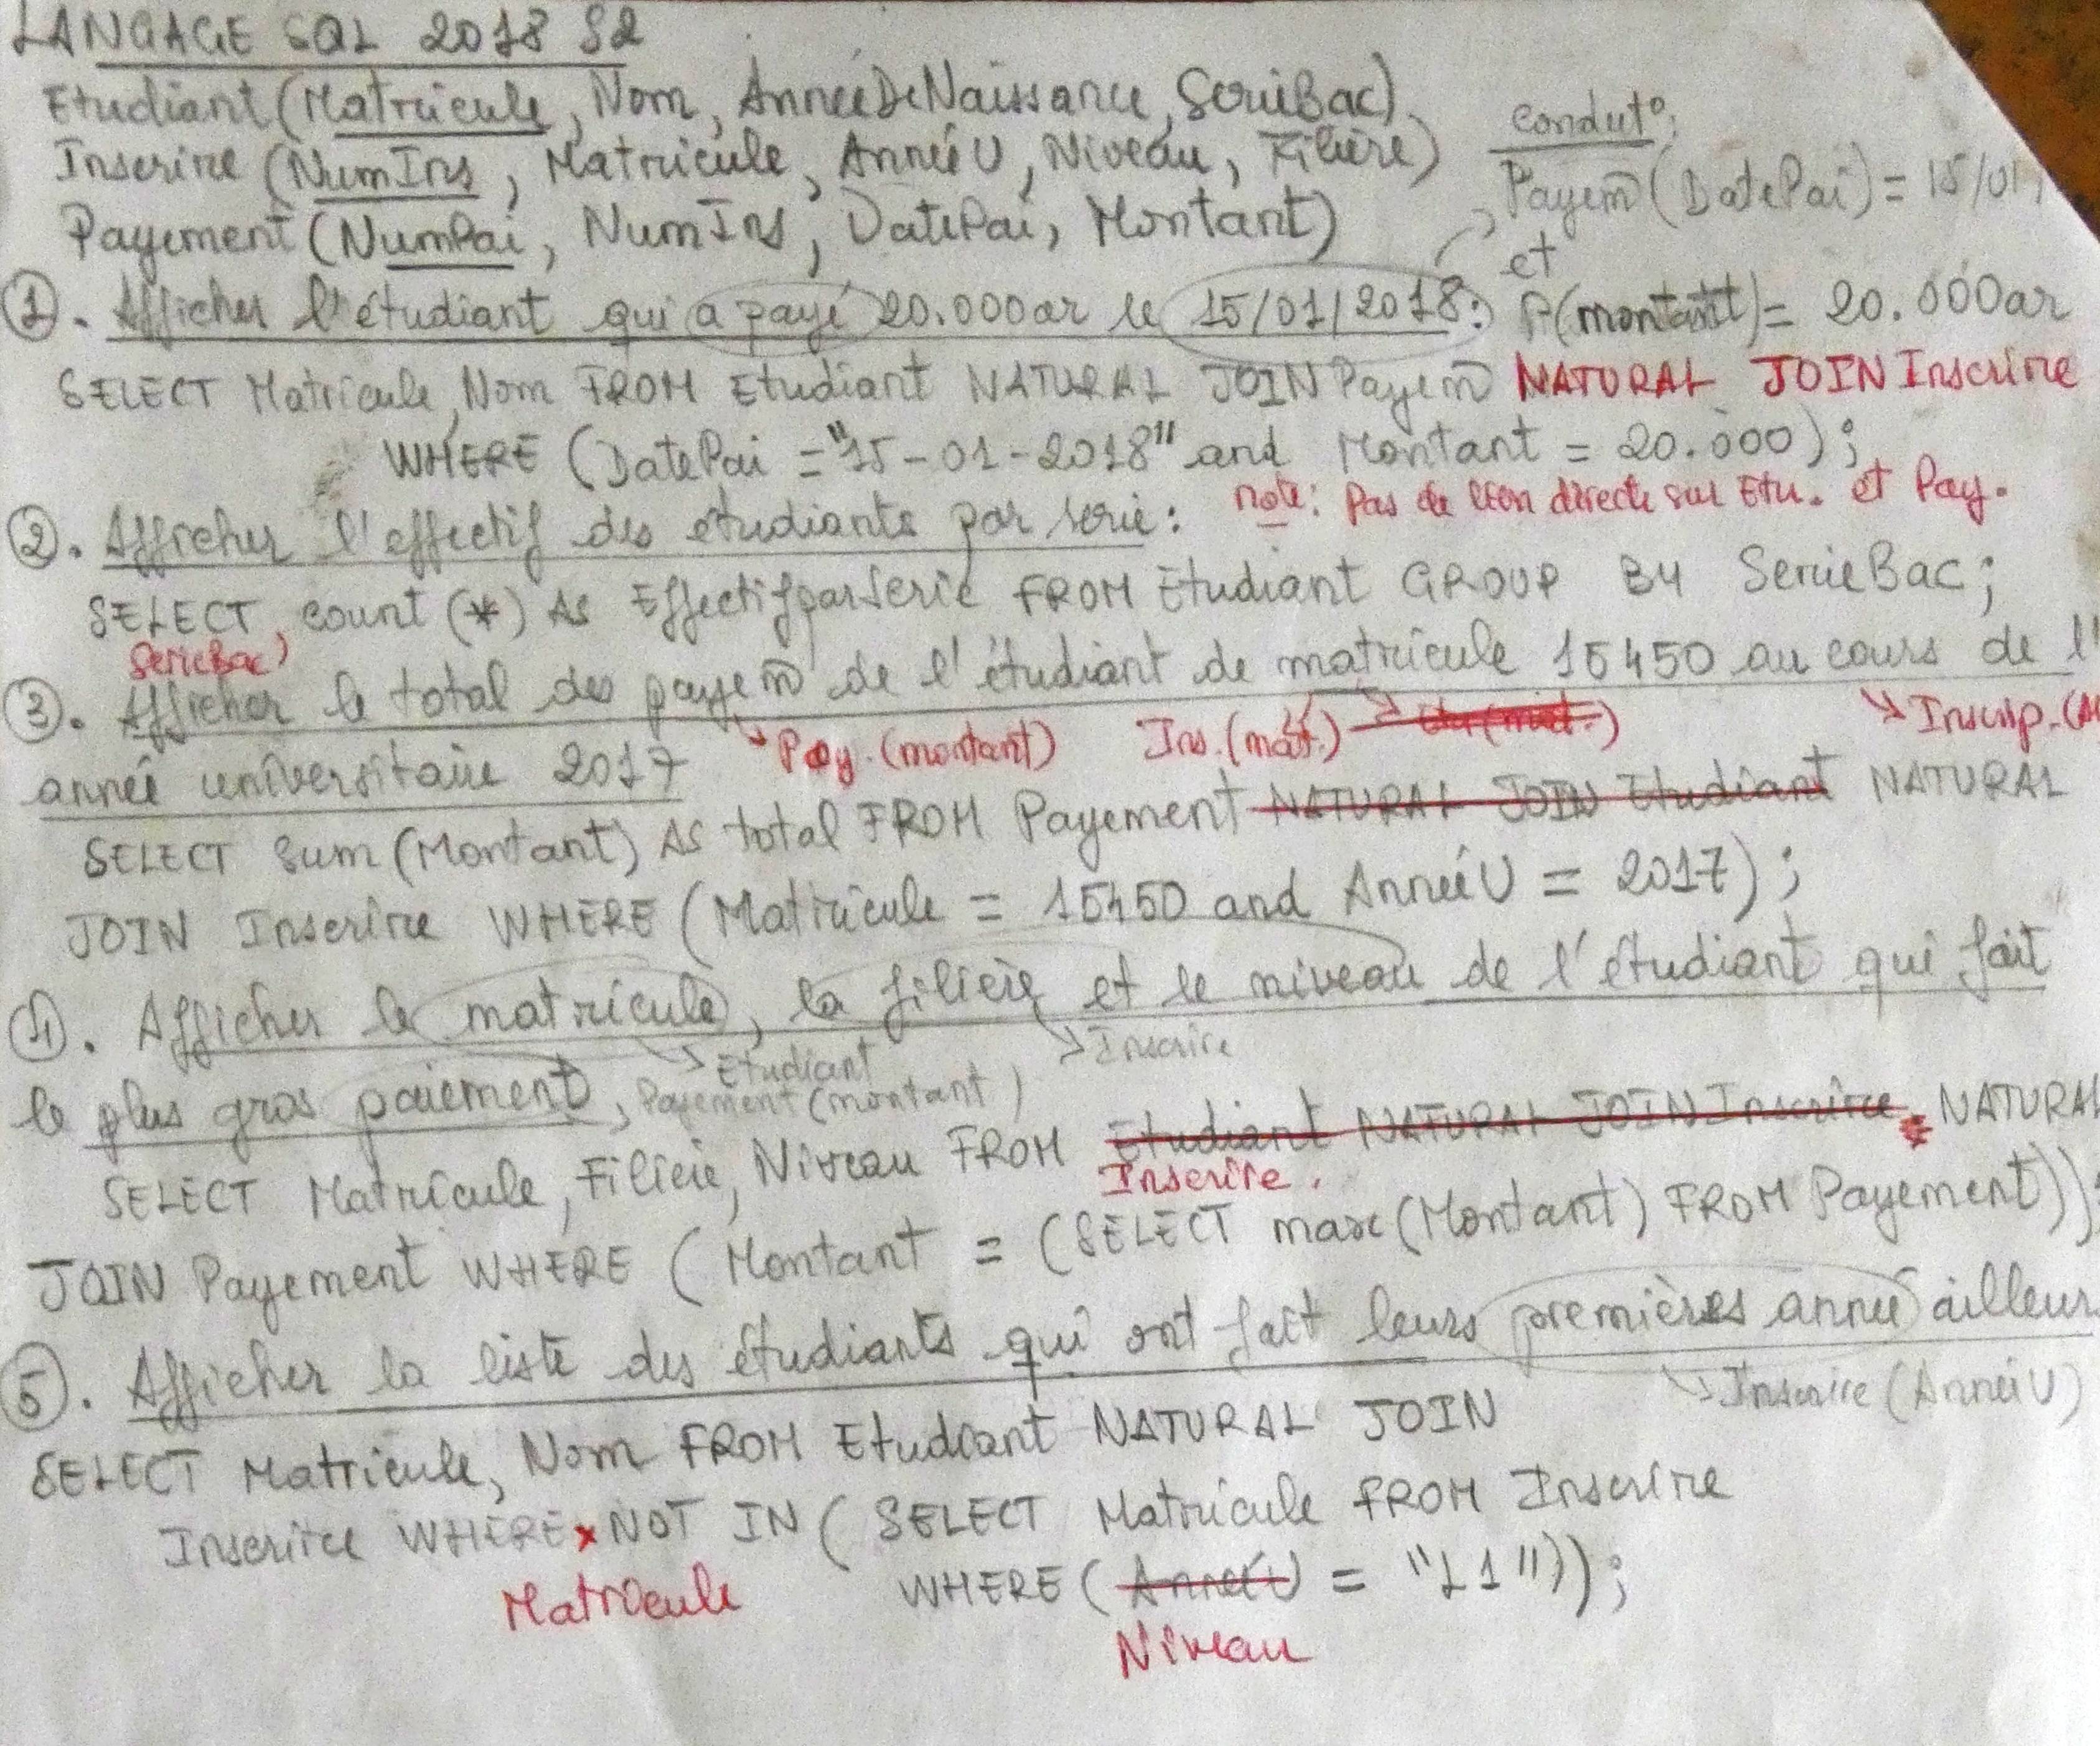 LANGAGE SQL 2018 S2
Etudiant (Matricule, Nom, AnnéeDeNaissance, SerieBac)
Inscrire (NumIns, Matricule, AnnéeU, Niveau, Filière)
Payement (NumPai, NumIns, DatePai, Montant)
condit°:
Payem̃ (DatePai) = 15/01,
et
P(montant) = 20.000ar
①. Afficher l'étudiant qui a payé 20.000ar le 15/01/2018:
SELECT Matricule, Nom FROM Etudiant NATURAL JOIN Payem̃ NATURAL JOIN Inscrire
WHERE (DatePai = "15-01-2018" and Montant = 20.000);
note: Pas de lien directe sur Etu. et Pay.
②. Afficher l'effectif des étudiants par serie:
SELECT, count (*) As EffectifparSerie FROM Etudiant GROUP BY SerieBac;
SerieBac
③. Afficher le total des payem̃ de l'étudiant de matricule 15450 au cours de l'
Pay. (montant) Ins. (mat.) Etu (mat.) Inscrip.
année universitaire 2017
SELECT sum (Montant) As total FROM Payement NATURAL JOIN Etudiant NATURAL
JOIN Inscrire WHERE (Matricule = 15450 and AnnéeU = 2017);
④. Afficher le matricule, la filière et le niveau de l'étudiant qui fait
Etudiant Inscrire
le plus gros paiement, Payement (montant)
SELECT Matricule, Filière, Niveau FROM Etudiant NATURAL JOIN Inscrire NATURAL
Inscrire.
JOIN Payement WHERE (Montant = (SELECT max (Montant) FROM Payement));
⑤. Afficher la liste des étudiants qui ont fait leurs premières année ailleurs
Inscrire (AnnéeU)
SELECT Matricule, Nom FROM Etudiant NATURAL JOIN
Inscrire WHERE x NOT IN ( SELECT Matricule FROM Inscrire
Matricule WHERE ( AnnéeU = "L1"));
Niveau